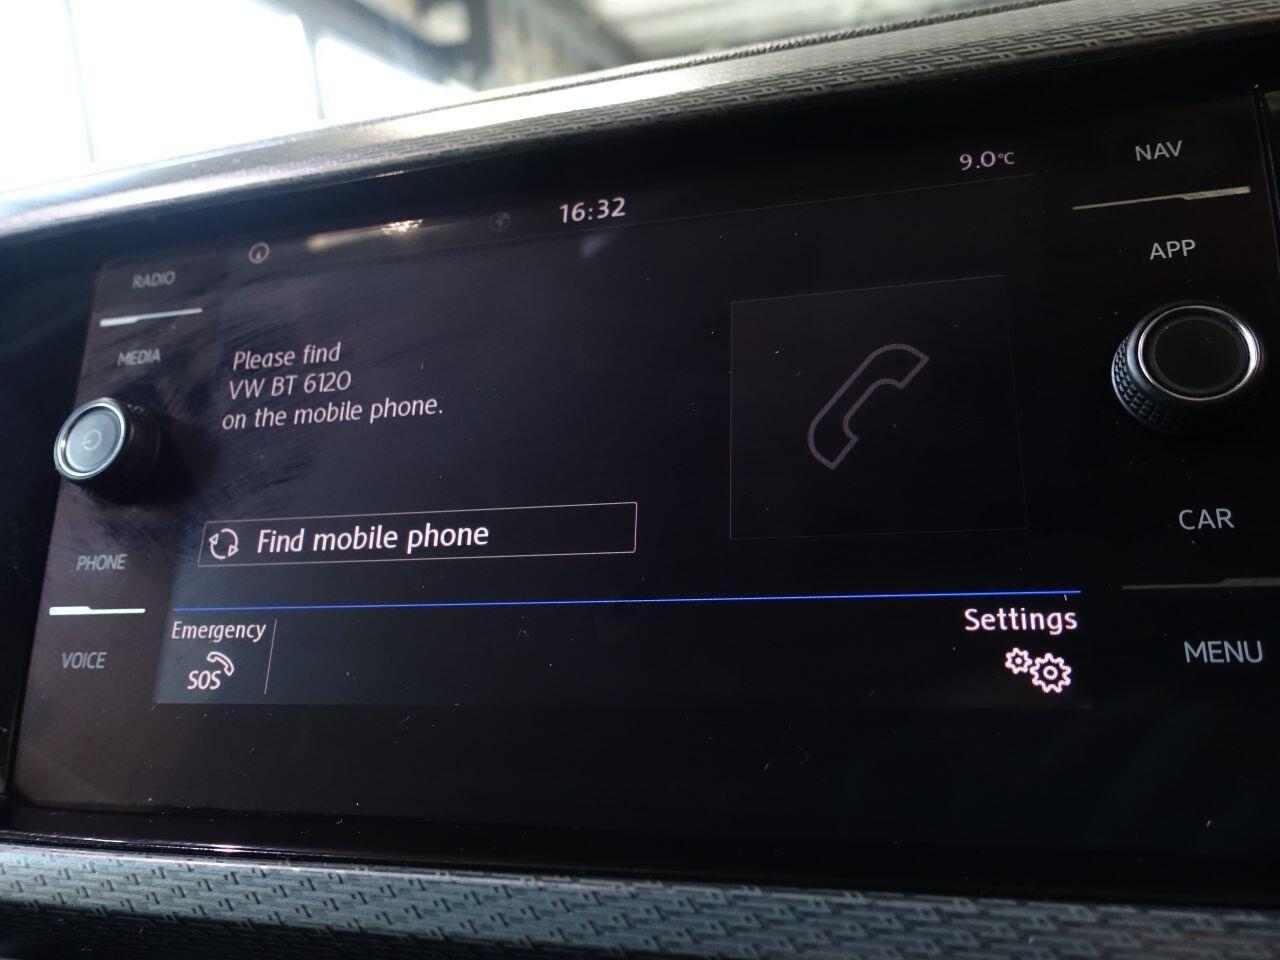 NAV
9.0°C
16:32
APP
RADIO
MEDIA
Please find
VW BT 6120
on the mobile phone.
Find mobile phone
CAR
PHONE
Emergency
SOS
Settings
VOICE
MENU